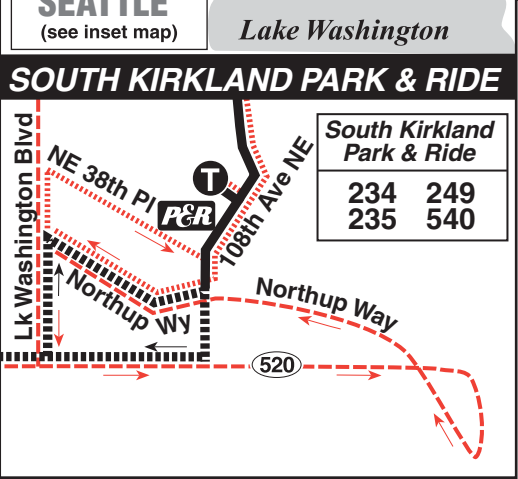 SEATTLE
(see inset map)
Lake Washington
SOUTH KIRKLAND PARK & RIDE
Lk Washington Blvd
NE 38th Pl
T
P&R
108th Ave NE
South Kirkland
Park & Ride
234 249
235 540
Northup Wy
Northup Way
520